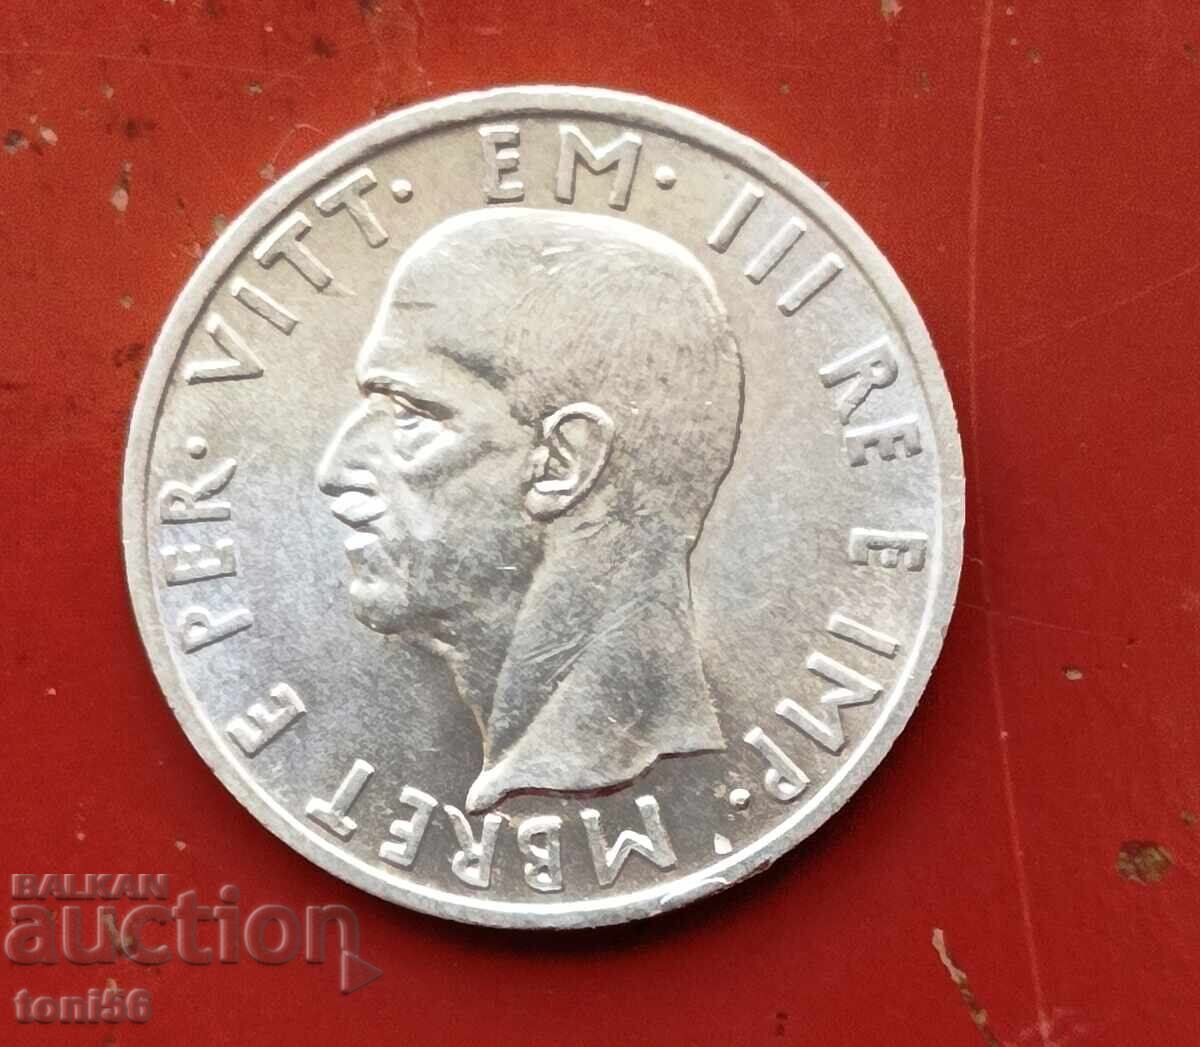 VITT · EM · III RE E IMP · MBRET E PER ·
BALKAN
auction
toni56